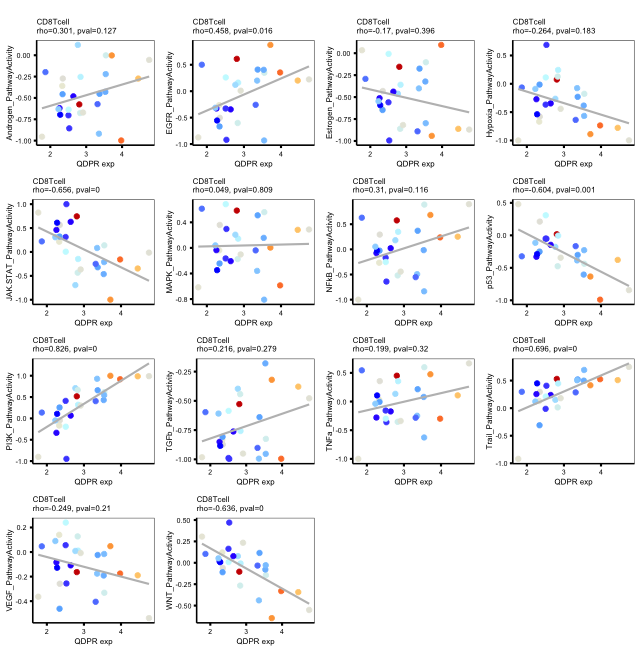 CD8Tcell
rho=0.301, pval=0.127
Androgen_PathwayActivity
0.00
-0.25
-0.50
-0.75
-1.00
2
3
4
QDPR exp
CD8Tcell
rho=0.458, pval=0.016
EGFR_PathwayActivity
1.0
0.5
0.0
-0.5
-1.0
2
3
4
QDPR exp
CD8Tcell
rho=-0.17, pval=0.396
Estrogen_PathwayActivity
0.00
-0.25
-0.50
-0.75
-1.00
2
3
4
QDPR exp
CD8Tcell
rho=-0.264, pval=0.183
Hypoxia_PathwayActivity
0.5
0.0
-0.5
-1.0
2
3
4
QDPR exp
CD8Tcell
rho=-0.656, pval=0
JAK.STAT_PathwayActivity
1.0
0.5
0.0
-0.5
-1.0
2
3
4
QDPR exp
CD8Tcell
rho=0.049, pval=0.809
MAPK_PathwayActivity
0.4
0.0
-0.4
-0.8
2
3
4
QDPR exp
CD8Tcell
rho=0.31, pval=0.116
NFkB_PathwayActivity
1.0
0.5
0.0
-0.5
-1.0
2
3
4
QDPR exp
CD8Tcell
rho=-0.604, pval=0.001
p53_PathwayActivity
0.5
0.0
-0.5
-1.0
2
3
4
QDPR exp
CD8Tcell
rho=0.826, pval=0
PI3K_PathwayActivity
1.0
0.5
0.0
-0.5
-1.0
2
3
4
QDPR exp
CD8Tcell
rho=0.216, pval=0.279
TGFb_PathwayActivity
-0.25
-0.50
-0.75
-1.00
2
3
4
QDPR exp
CD8Tcell
rho=0.199, pval=0.32
TNFa_PathwayActivity
0.5
0.0
-0.5
-1.0
2
3
4
QDPR exp
CD8Tcell
rho=0.696, pval=0
Trail_PathwayActivity
0.5
0.0
-0.5
-1.0
2
3
4
QDPR exp
CD8Tcell
rho=-0.249, pval=0.21
VEGF_PathwayActivity
0.2
0.0
-0.2
-0.4
2
3
4
QDPR exp
CD8Tcell
rho=-0.636, pval=0
WNT_PathwayActivity
0.50
0.25
0.00
-0.25
-0.50
2
3
4
QDPR exp